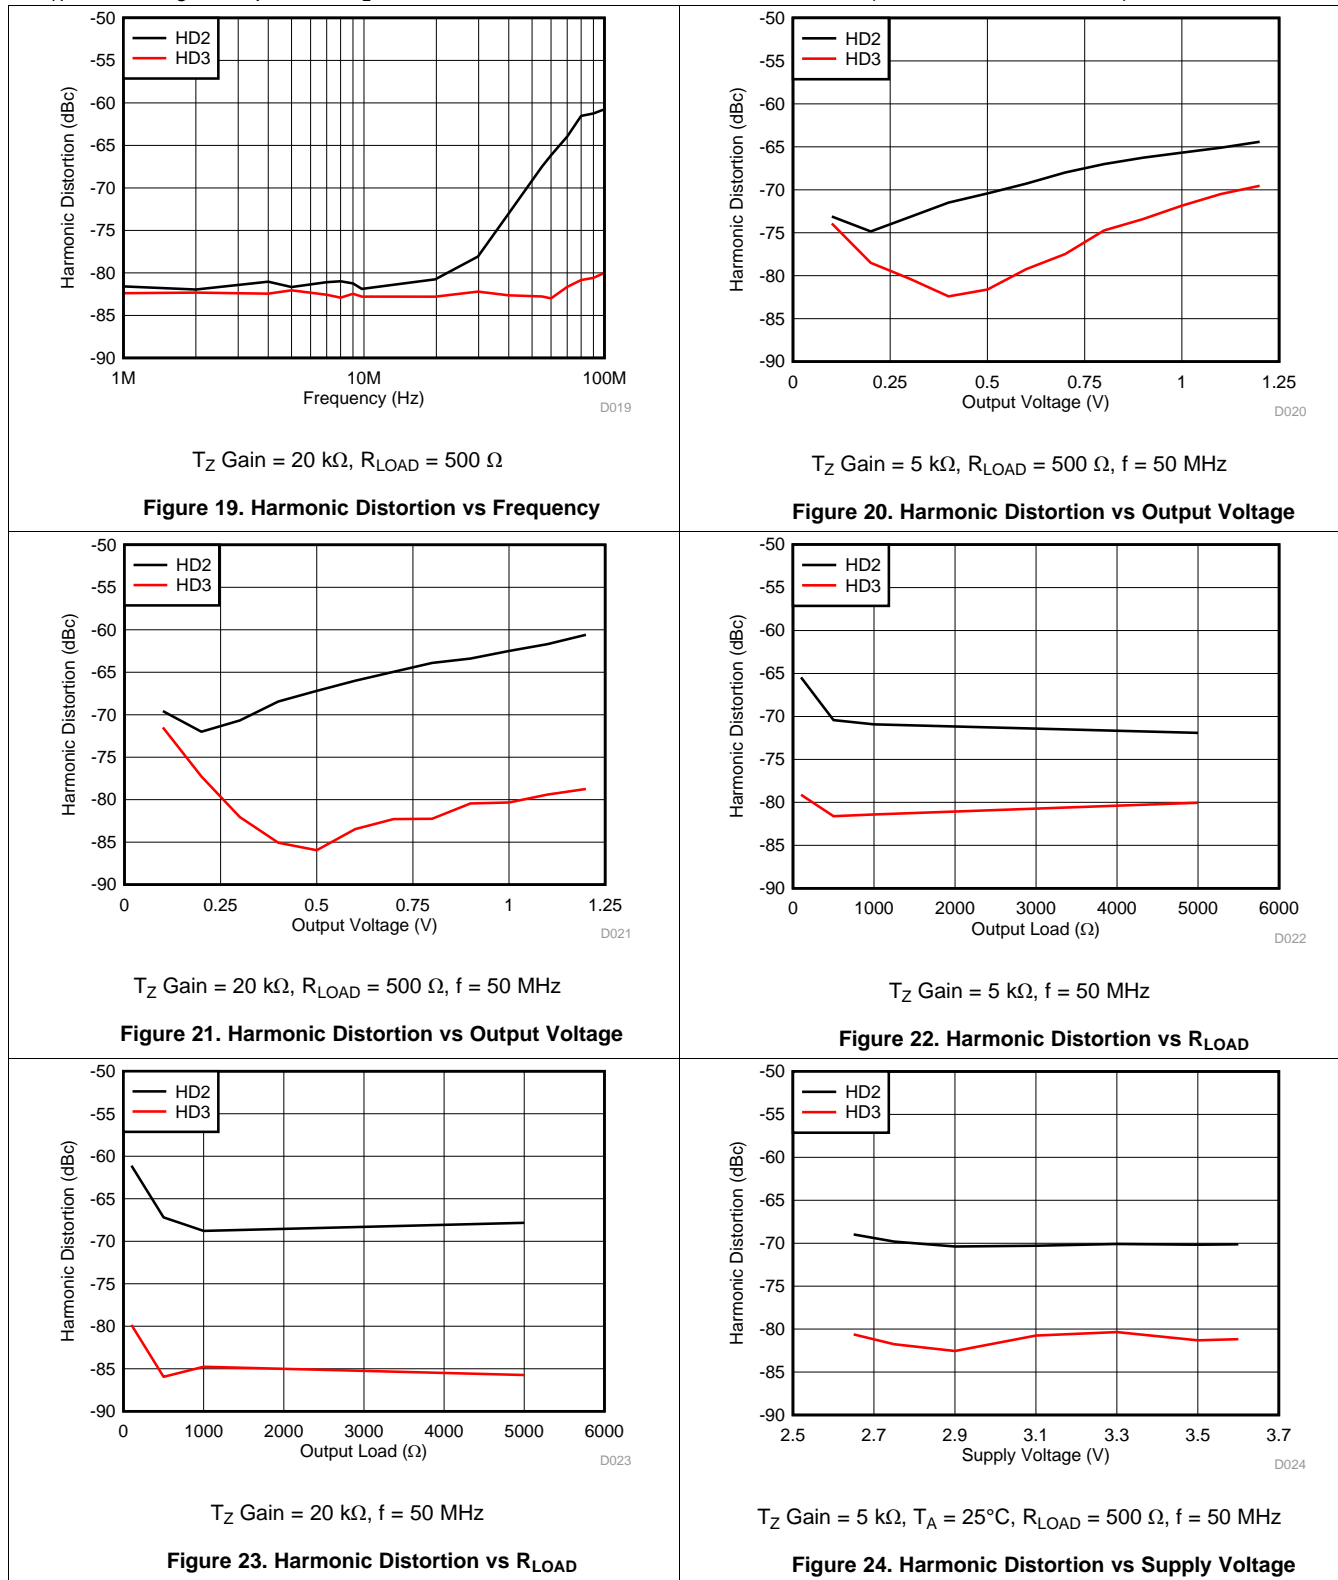 -50
-55
-60
-65
-70
-75
-80
-85
-90
Harmonic Distortion (dBc)
HD2
HD3
1M
10M
100M
Frequency (Hz)
D019
TZ Gain = 20 kΩ, RLOAD = 500 Ω
Figure 19. Harmonic Distortion vs Frequency
-50
-55
-60
-65
-70
-75
-80
-85
-90
Harmonic Distortion (dBc)
HD2
HD3
0
0.25
0.5
0.75
1
1.25
Output Voltage (V)
D020
TZ Gain = 5 kΩ, RLOAD = 500 Ω, f = 50 MHz
Figure 20. Harmonic Distortion vs Output Voltage
-50
-55
-60
-65
-70
-75
-80
-85
-90
Harmonic Distortion (dBc)
HD2
HD3
0
0.25
0.5
0.75
1
1.25
Output Voltage (V)
D021
TZ Gain = 20 kΩ, RLOAD = 500 Ω, f = 50 MHz
Figure 21. Harmonic Distortion vs Output Voltage
-50
-55
-60
-65
-70
-75
-80
-85
-90
Harmonic Distortion (dBc)
HD2
HD3
0
1000
2000
3000
4000
5000
6000
Output Load (Ω)
D022
TZ Gain = 5 kΩ, f = 50 MHz
Figure 22. Harmonic Distortion vs RLOAD
-50
-55
-60
-65
-70
-75
-80
-85
-90
Harmonic Distortion (dBc)
HD2
HD3
0
1000
2000
3000
4000
5000
6000
Output Load (Ω)
D023
TZ Gain = 20 kΩ, f = 50 MHz
Figure 23. Harmonic Distortion vs RLOAD
-50
-55
-60
-65
-70
-75
-80
-85
-90
Harmonic Distortion (dBc)
HD2
HD3
2.5
2.7
2.9
3.1
3.3
3.5
3.7
Supply Voltage (V)
D024
TZ Gain = 5 kΩ, TA = 25°C, RLOAD = 500 Ω, f = 50 MHz
Figure 24. Harmonic Distortion vs Supply Voltage